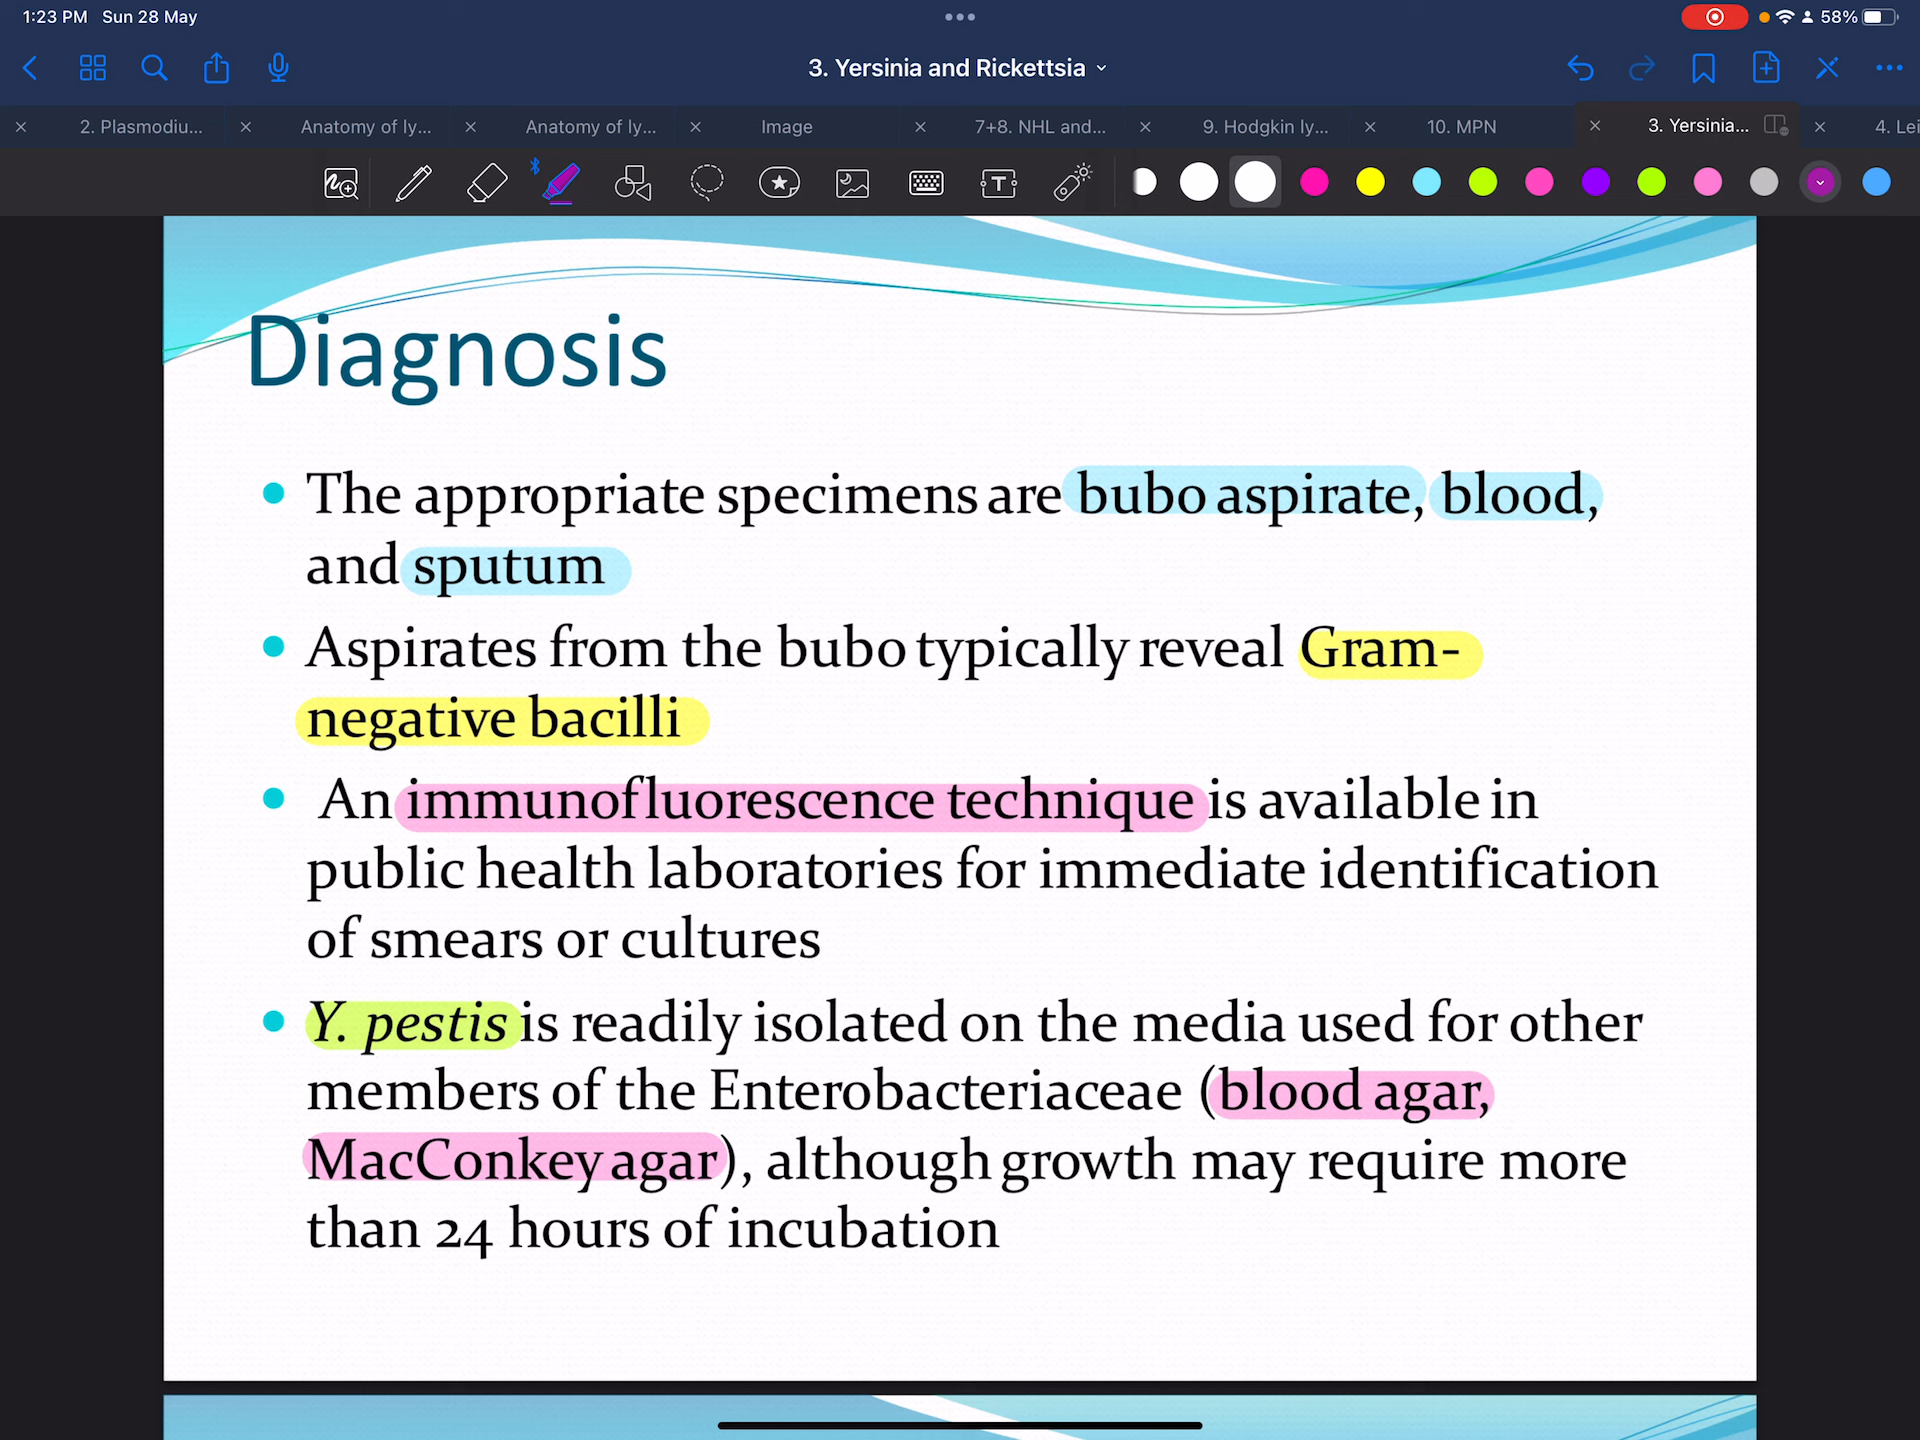 1:23 PM Sun 28 May
58%
3. Yersinia and Rickettsia
2. Plasmodiu...
Anatomy of ly...
Anatomy of ly...
Image
7+8. NHL and...
9. Hodgkin ly...
10. MPN
3. Yersinia...
4. Lei
Diagnosis
• The appropriate specimens are bubo aspirate, blood,
and sputum
• Aspirates from the bubo typically reveal Gram-
negative bacilli
• An immunofluorescence technique is available in
public health laboratories for immediate identification
of smears or cultures
• Y. pestis is readily isolated on the media used for other
members of the Enterobacteriaceae (blood agar,
MacConkey agar), although growth may require more
than 24 hours of incubation